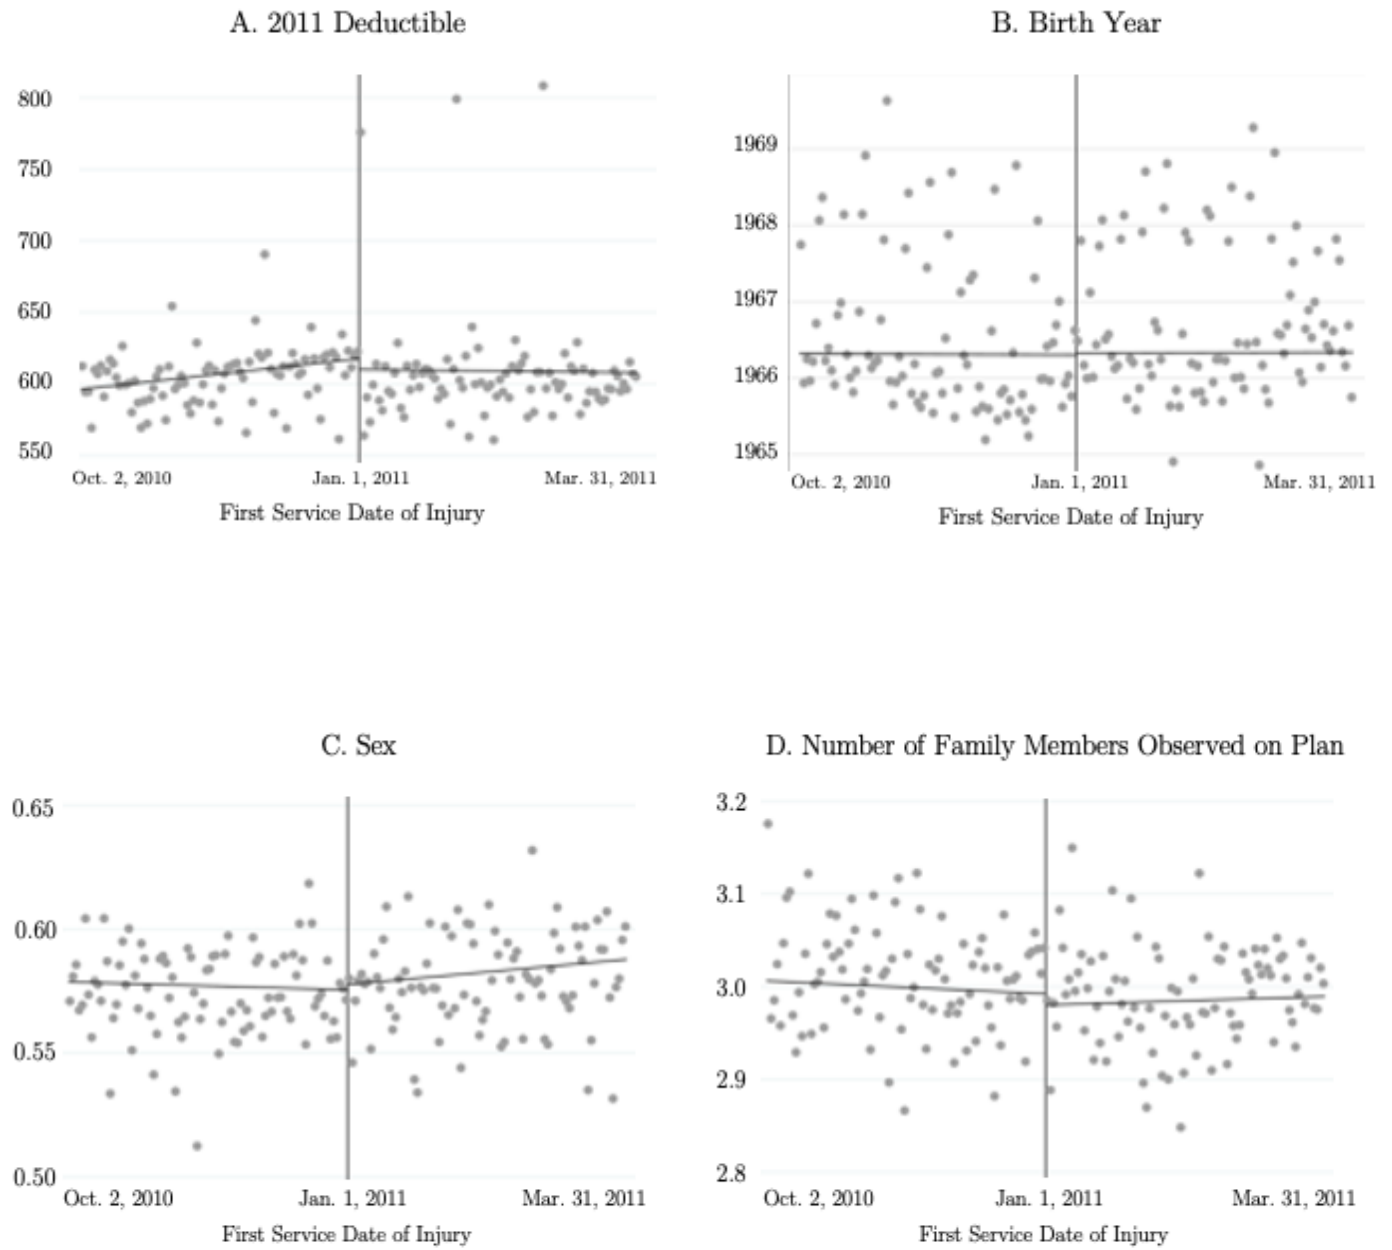 A. 2011 Deductible
800
750
700
650
600
550
Oct. 2, 2010 Jan. 1, 2011 Mar. 31, 2011
First Service Date of Injury
B. Birth Year
1969
1968
1967
1966
1965
Oct. 2, 2010 Jan. 1, 2011 Mar. 31, 2011
First Service Date of Injury
C. Sex
0.65
0.60
0.55
0.50
Oct. 2, 2010 Jan. 1, 2011 Mar. 31, 2011
First Service Date of Injury
D. Number of Family Members Observed on Plan
3.2
3.1
3.0
2.9
2.8
Oct. 2, 2010 Jan. 1, 2011 Mar. 31, 2011
First Service Date of Injury